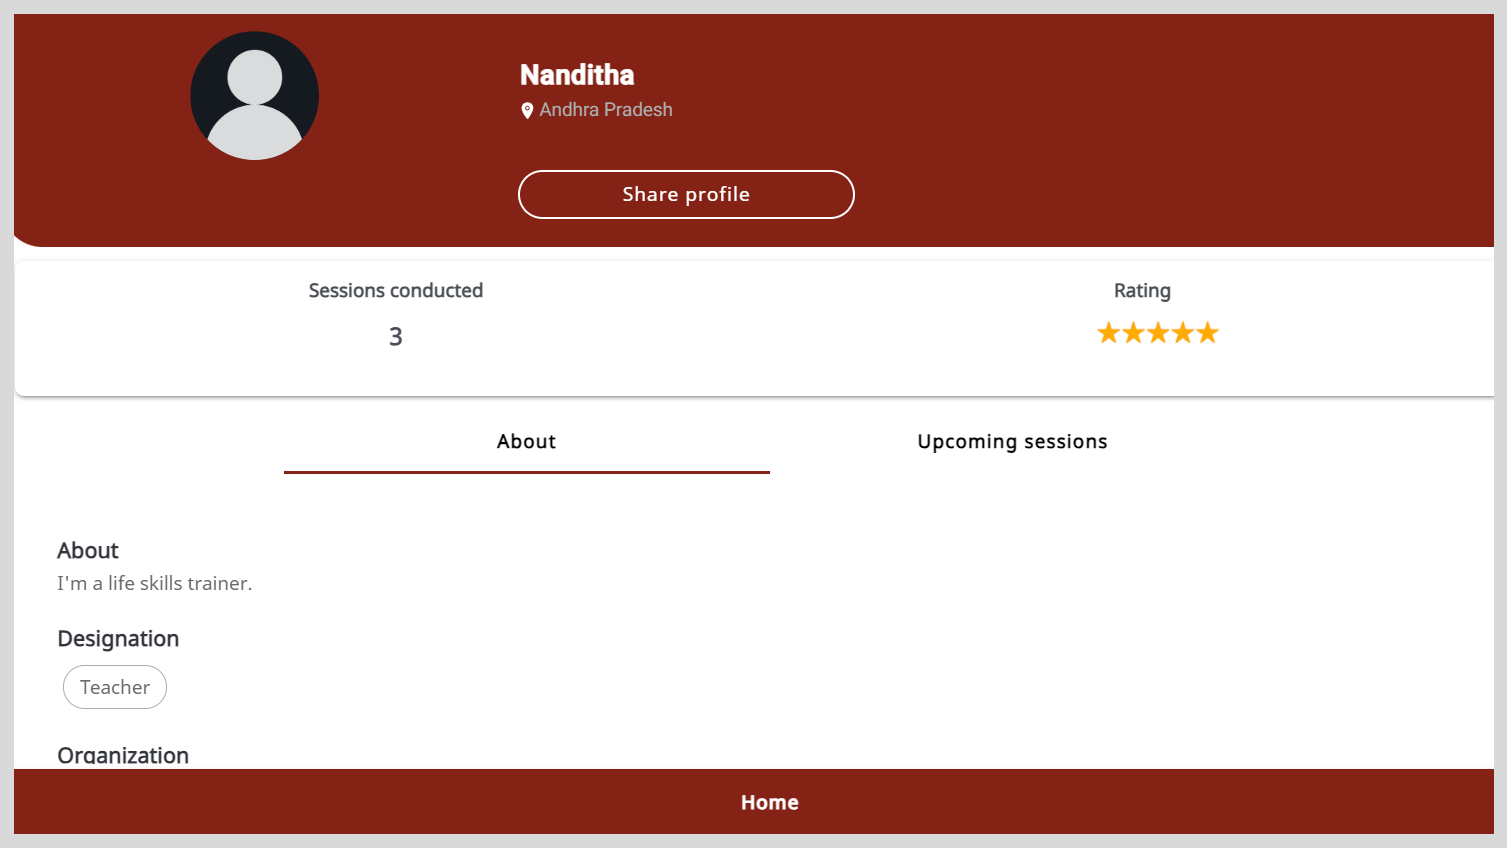 Nanditha
Andhra Pradesh
Share profile
Sessions conducted
Rating
3
About
Upcoming sessions
About
I'm a life skills trainer.
Designation
Teacher
Organization
Home